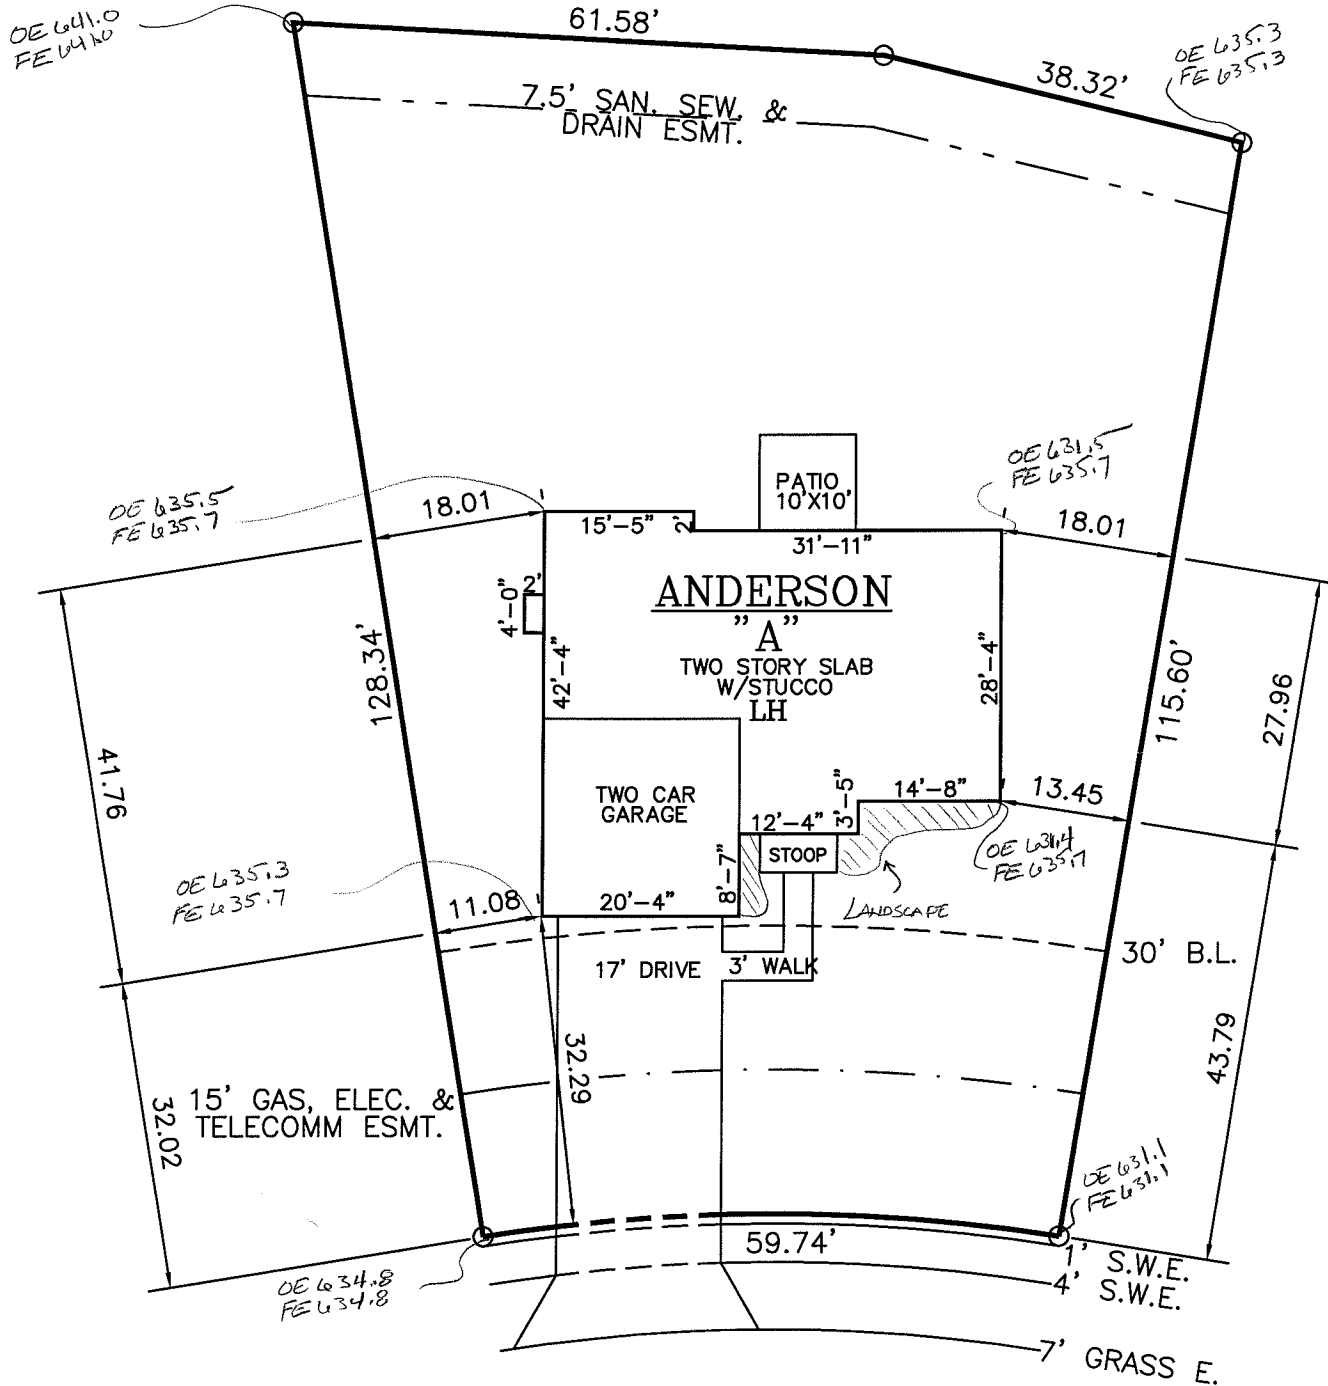 OE 641.0
FE 641.0
61.58'
38.32'
OE 635.3
FE 635.3
7.5' SAN. SEW. &
DRAIN ESMT.
OE 635.5
FE 635.7
18.01
15'-5"
2'
PATIO
10'X10'
31'-11"
OE 631.5
FE 635.7
18.01
4'-0"
2'
ANDERSON
"A"
TWO STORY SLAB
W/STUCCO
LH
42'-4"
28'-4"
128.34'
115.60'
41.76
27.96
TWO CAR
GARAGE
12'-4"
3'-5"
14'-8"
13.45
STOOP
8'-7"
OE 631.4
FE 635.7
OE 635.3
FE 635.7
11.08
20'-4"
LANDSCAPE
17' DRIVE
3' WALK
30' B.L.
32.29
43.79
15' GAS, ELEC. &
TELECOMM ESMT.
32.02
OE 631.1
FE 631.1
59.74'
OE 634.8
FE 634.8
1' S.W.E.
4' S.W.E.
7' GRASS E.